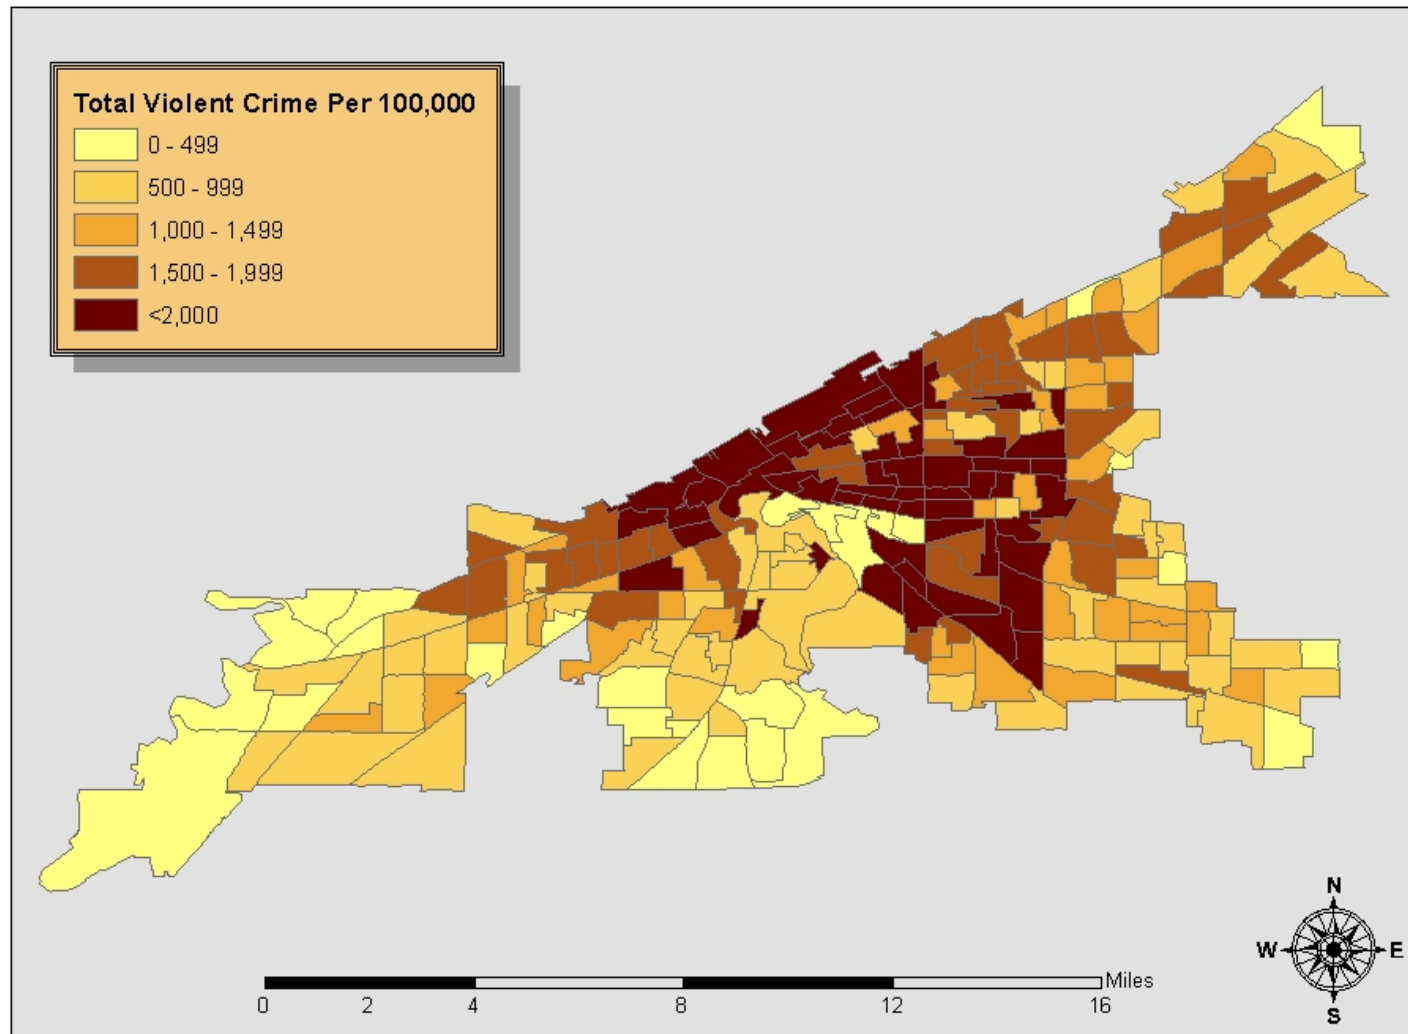 Total Violent Crime Per 100,000
0 - 499
500 - 999
1,000 - 1,499
1,500 - 1,999
<2,000
N
W E
S
Miles
0 2 4 8 12 16